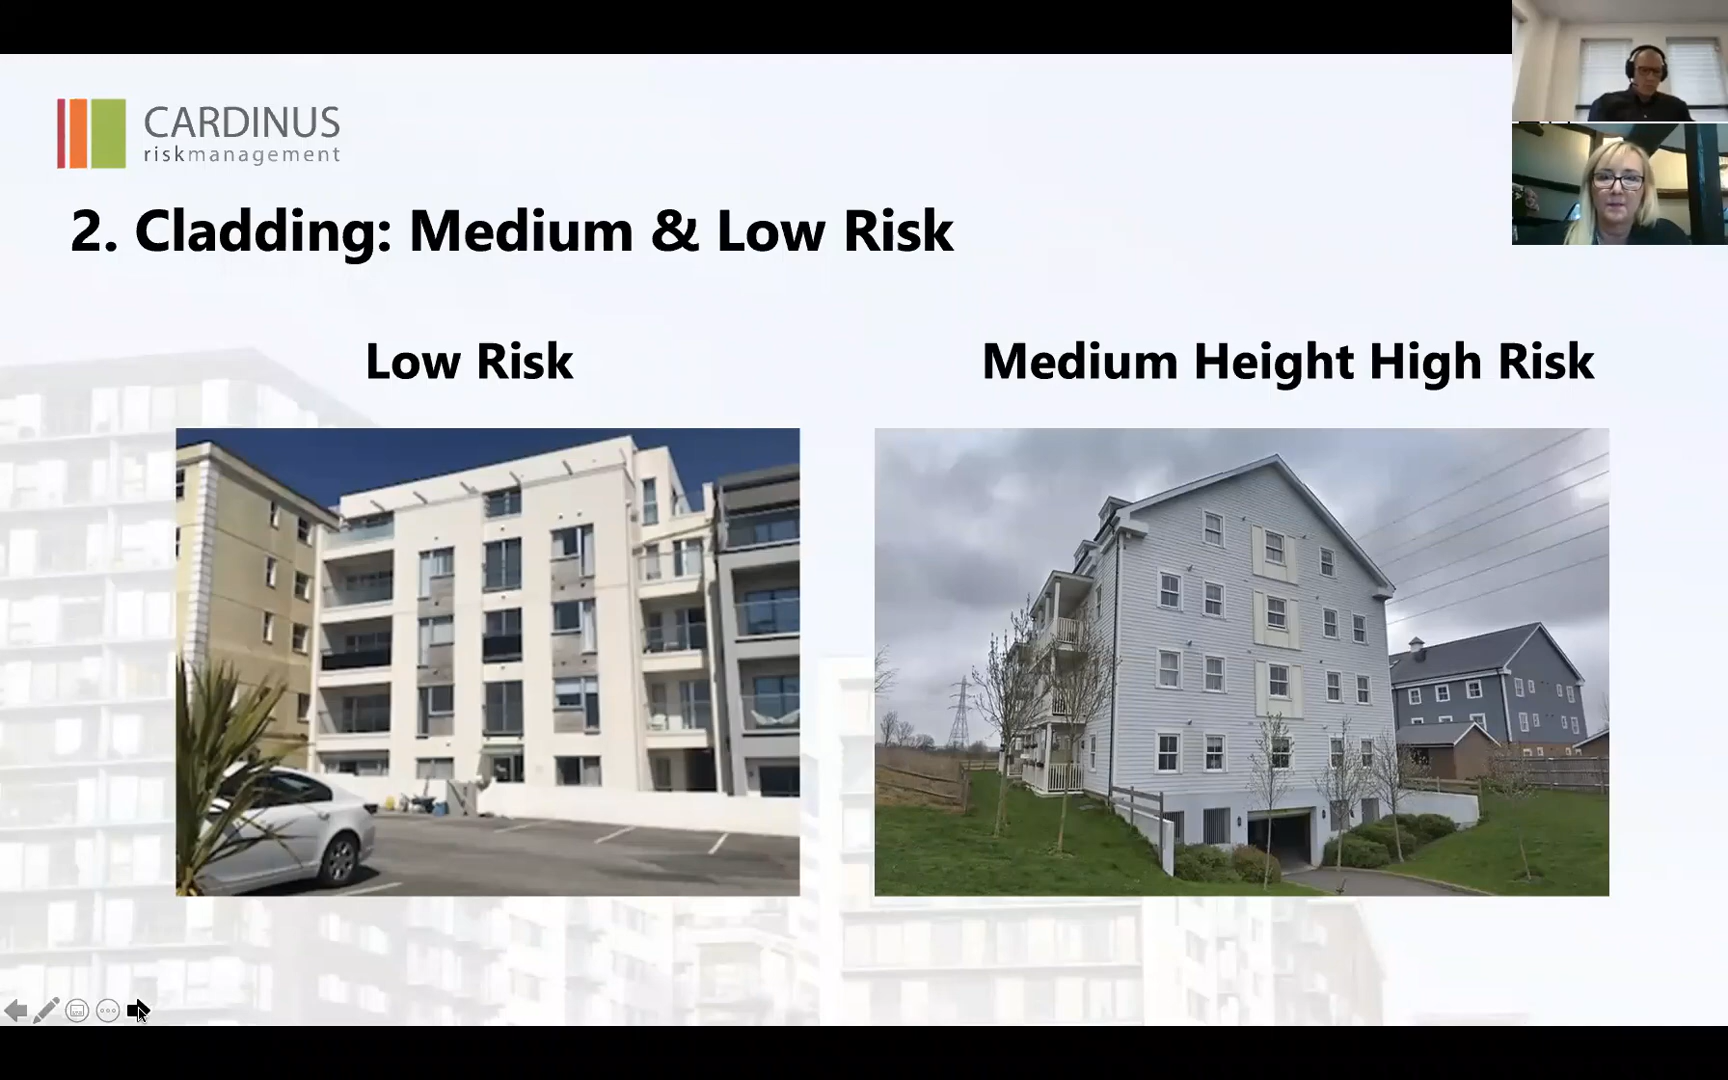 CARDINUS
riskmanagement
2. Cladding: Medium & Low Risk
Low Risk
Medium Height High Risk